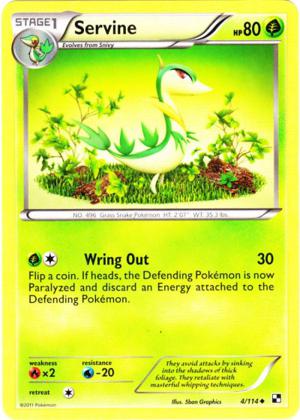 STAGE1 Servine HP80
Evolves from Snivy
NO. 496 Grass Snake Pokémon HT. 2'07" WT. 35.3 lbs.
Wring Out 30
Flip a coin. If heads, the Defending Pokémon is now
Paralyzed and discard an Energy attached to the
Defending Pokémon.
weakness resistance
×2 -20
retreat
They avoid attacks by sinking
into the shadows of thick
foliage. They retaliate with
masterful whipping techniques.
Illus. 5ban Graphics 4/114
©2011 Pokémon